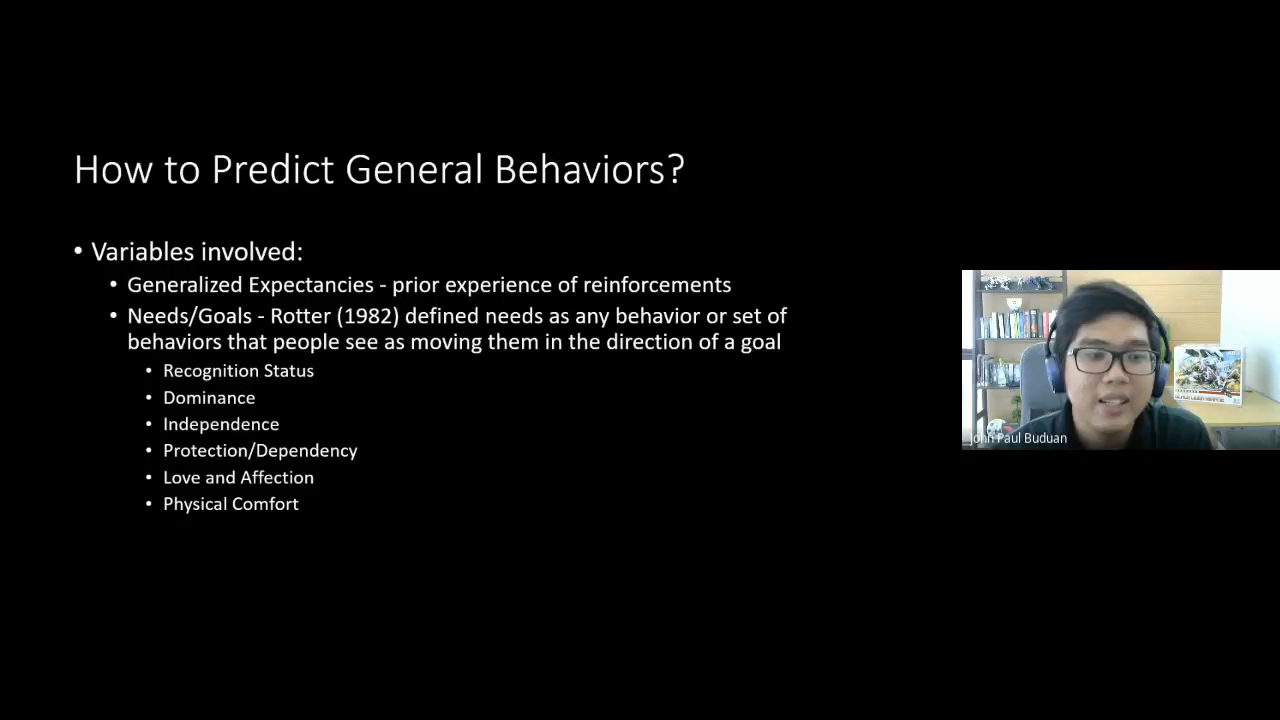 How to Predict General Behaviors?
• Variables involved:
• Generalized Expectancies - prior experience of reinforcements
• Needs/Goals - Rotter (1982) defined needs as any behavior or set of
behaviors that people see as moving them in the direction of a goal
• Recognition Status
• Dominance
• Independence
• Protection/Dependency
• Love and Affection
• Physical Comfort
John Paul Buduan